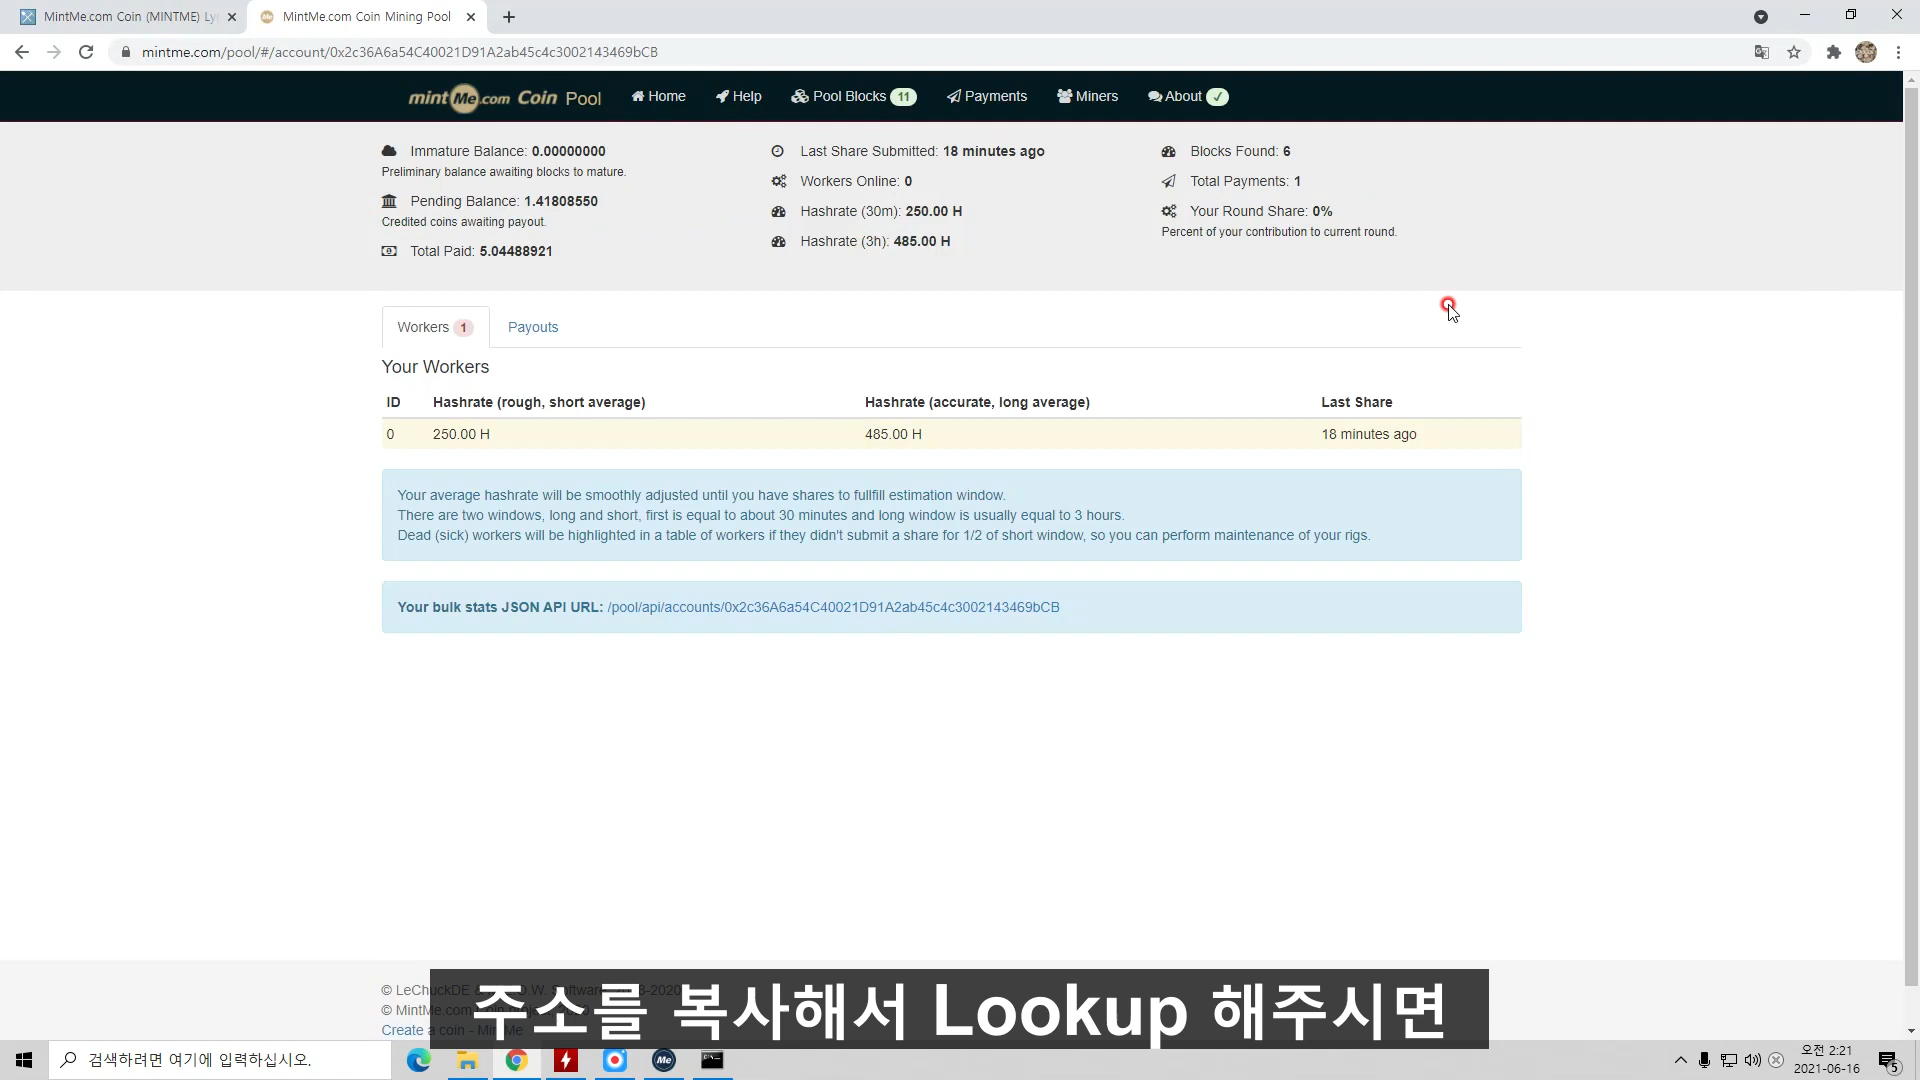 MintMe.com Coin (MINTME) Ly
MintMe.com Coin Mining Pool
mintme.com/pool/#/account/0x2c36A6a54C40021D91A2ab45c4c3002143469bCB
mintMe.com Coin Pool
Home
Help
Pool Blocks 11
Payments
Miners
About
Immature Balance: 0.00000000
Preliminary balance awaiting blocks to mature.
Pending Balance: 1.41808550
Credited coins awaiting payout.
Total Paid: 5.04488921
Last Share Submitted: 18 minutes ago
Workers Online: 0
Hashrate (30m): 250.00 H
Hashrate (3h): 485.00 H
Blocks Found: 6
Total Payments: 1
Your Round Share: 0%
Percent of your contribution to current round.
Workers 1
Payouts
Your Workers
ID Hashrate (rough, short average) Hashrate (accurate, long average) Last Share
0 250.00 H 485.00 H 18 minutes ago
Your average hashrate will be smoothly adjusted until you have shares to fullfill estimation window.
There are two windows, long and short, first is equal to about 30 minutes and long window is usually equal to 3 hours.
Dead (sick) workers will be highlighted in a table of workers if they didn't submit a share for 1/2 of short window, so you can perform maintenance of your rigs.
Your bulk stats JSON API URL: /pool/api/accounts/0x2c36A6a54C40021D91A2ab45c4c3002143469bCB
© LeChuckDE
© MintMe.com
Create a coin - MintMe
주소를 복사해서 Lookup 해주시면
검색하려면 여기에 입력하십시오.
Me
오전 2:21
2021-06-16
5